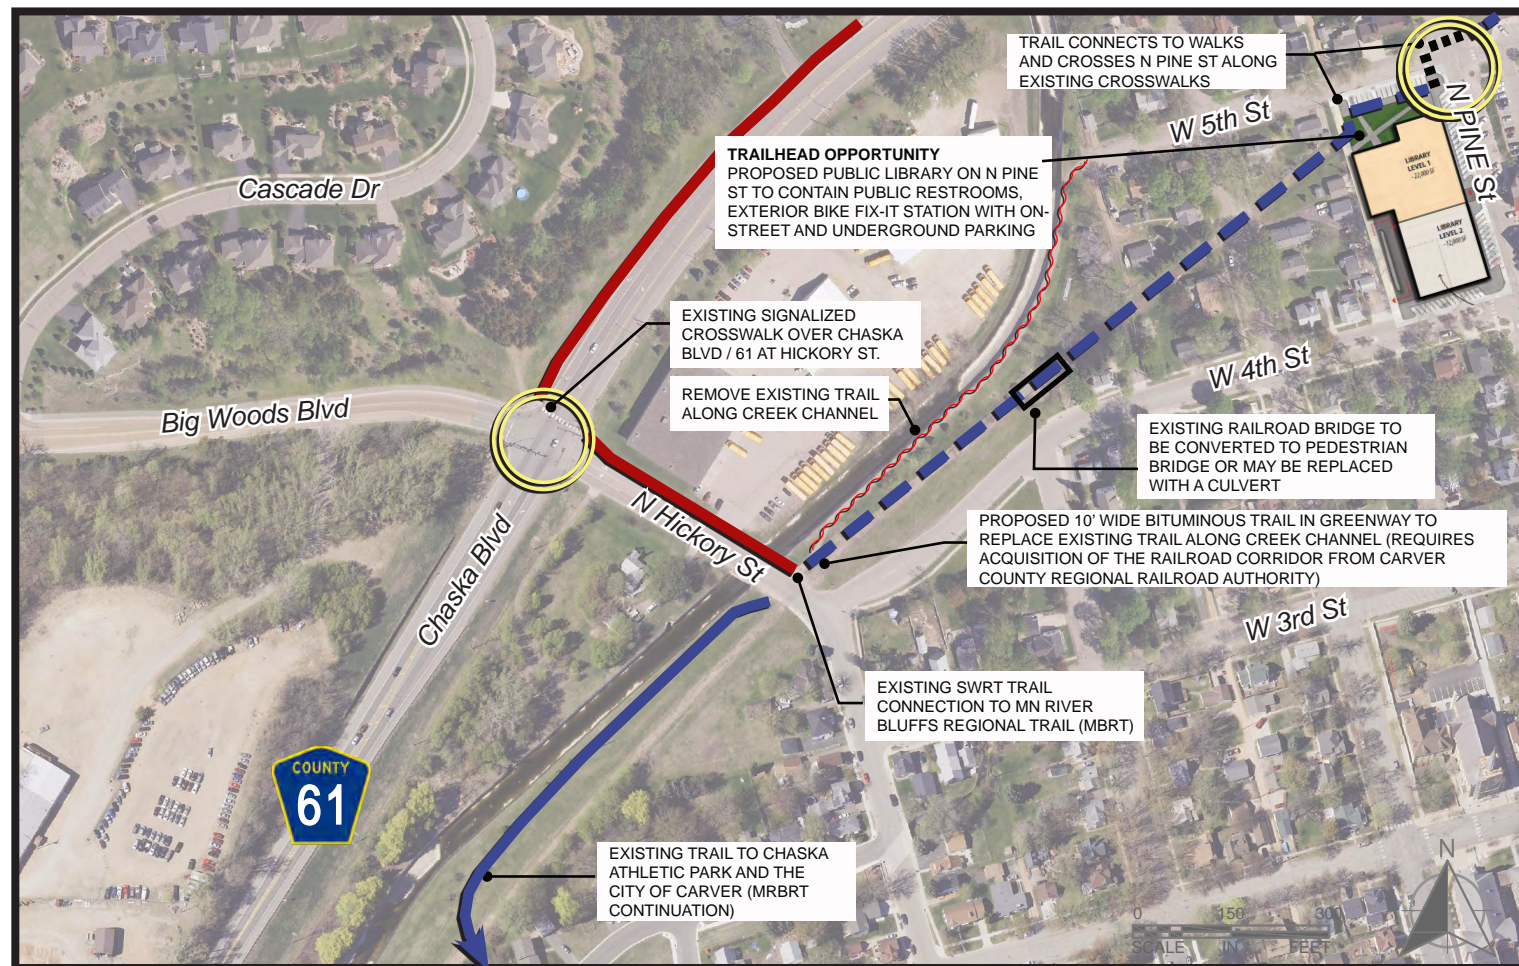 TRAIL CONNECTS TO WALKS
AND CROSSES N PINE ST ALONG
EXISTING CROSSWALKS
W 5th St
N PINE St
TRAILHEAD OPPORTUNITY
PROPOSED PUBLIC LIBRARY ON N PINE
ST TO CONTAIN PUBLIC RESTROOMS,
EXTERIOR BIKE FIX-IT STATION WITH ON-
STREET AND UNDERGROUND PARKING
LIBRARY
LEVEL 1
~22,000 SF
LIBRARY
LEVEL 2
~12,000 SF
Cascade Dr
EXISTING SIGNALIZED
CROSSWALK OVER CHASKA
BLVD / 61 AT HICKORY ST.
REMOVE EXISTING TRAIL
ALONG CREEK CHANNEL
W 4th St
Big Woods Blvd
EXISTING RAILROAD BRIDGE TO
BE CONVERTED TO PEDESTRIAN
BRIDGE OR MAY BE REPLACED
WITH A CULVERT
N Hickory St
Chaska Blvd
PROPOSED 10' WIDE BITUMINOUS TRAIL IN GREENWAY TO
REPLACE EXISTING TRAIL ALONG CREEK CHANNEL (REQUIRES
ACQUISITION OF THE RAILROAD CORRIDOR FROM CARVER
COUNTY REGIONAL RAILROAD AUTHORITY)
W 3rd St
EXISTING SWRT TRAIL
CONNECTION TO MN RIVER
BLUFFS REGIONAL TRAIL (MBRT)
COUNTY
61
EXISTING TRAIL TO CHASKA
ATHLETIC PARK AND THE
CITY OF CARVER (MRBRT
CONTINUATION)
N
0 150 300
SCALE IN FEET